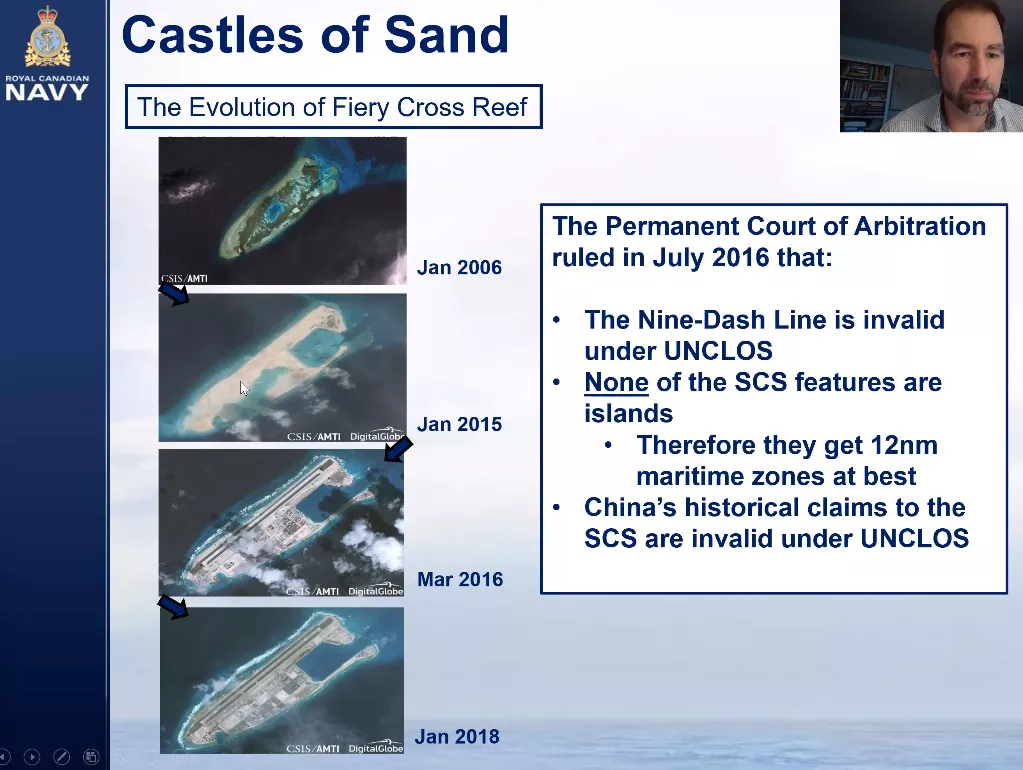 Castles of Sand
ROYAL CANADIAN
NAVY
The Evolution of Fiery Cross Reef
CSIS/AMTI
Jan 2006
CSIS/AMTI DigitalGlobe
Jan 2015
CSIS/AMTI DigitalGlobe
Mar 2016
CSIS/AMTI DigitalGlobe
Jan 2018
The Permanent Court of Arbitration
ruled in July 2016 that:
• The Nine-Dash Line is invalid
under UNCLOS
• None of the SCS features are
islands
• Therefore they get 12nm
maritime zones at best
• China’s historical claims to the
SCS are invalid under UNCLOS